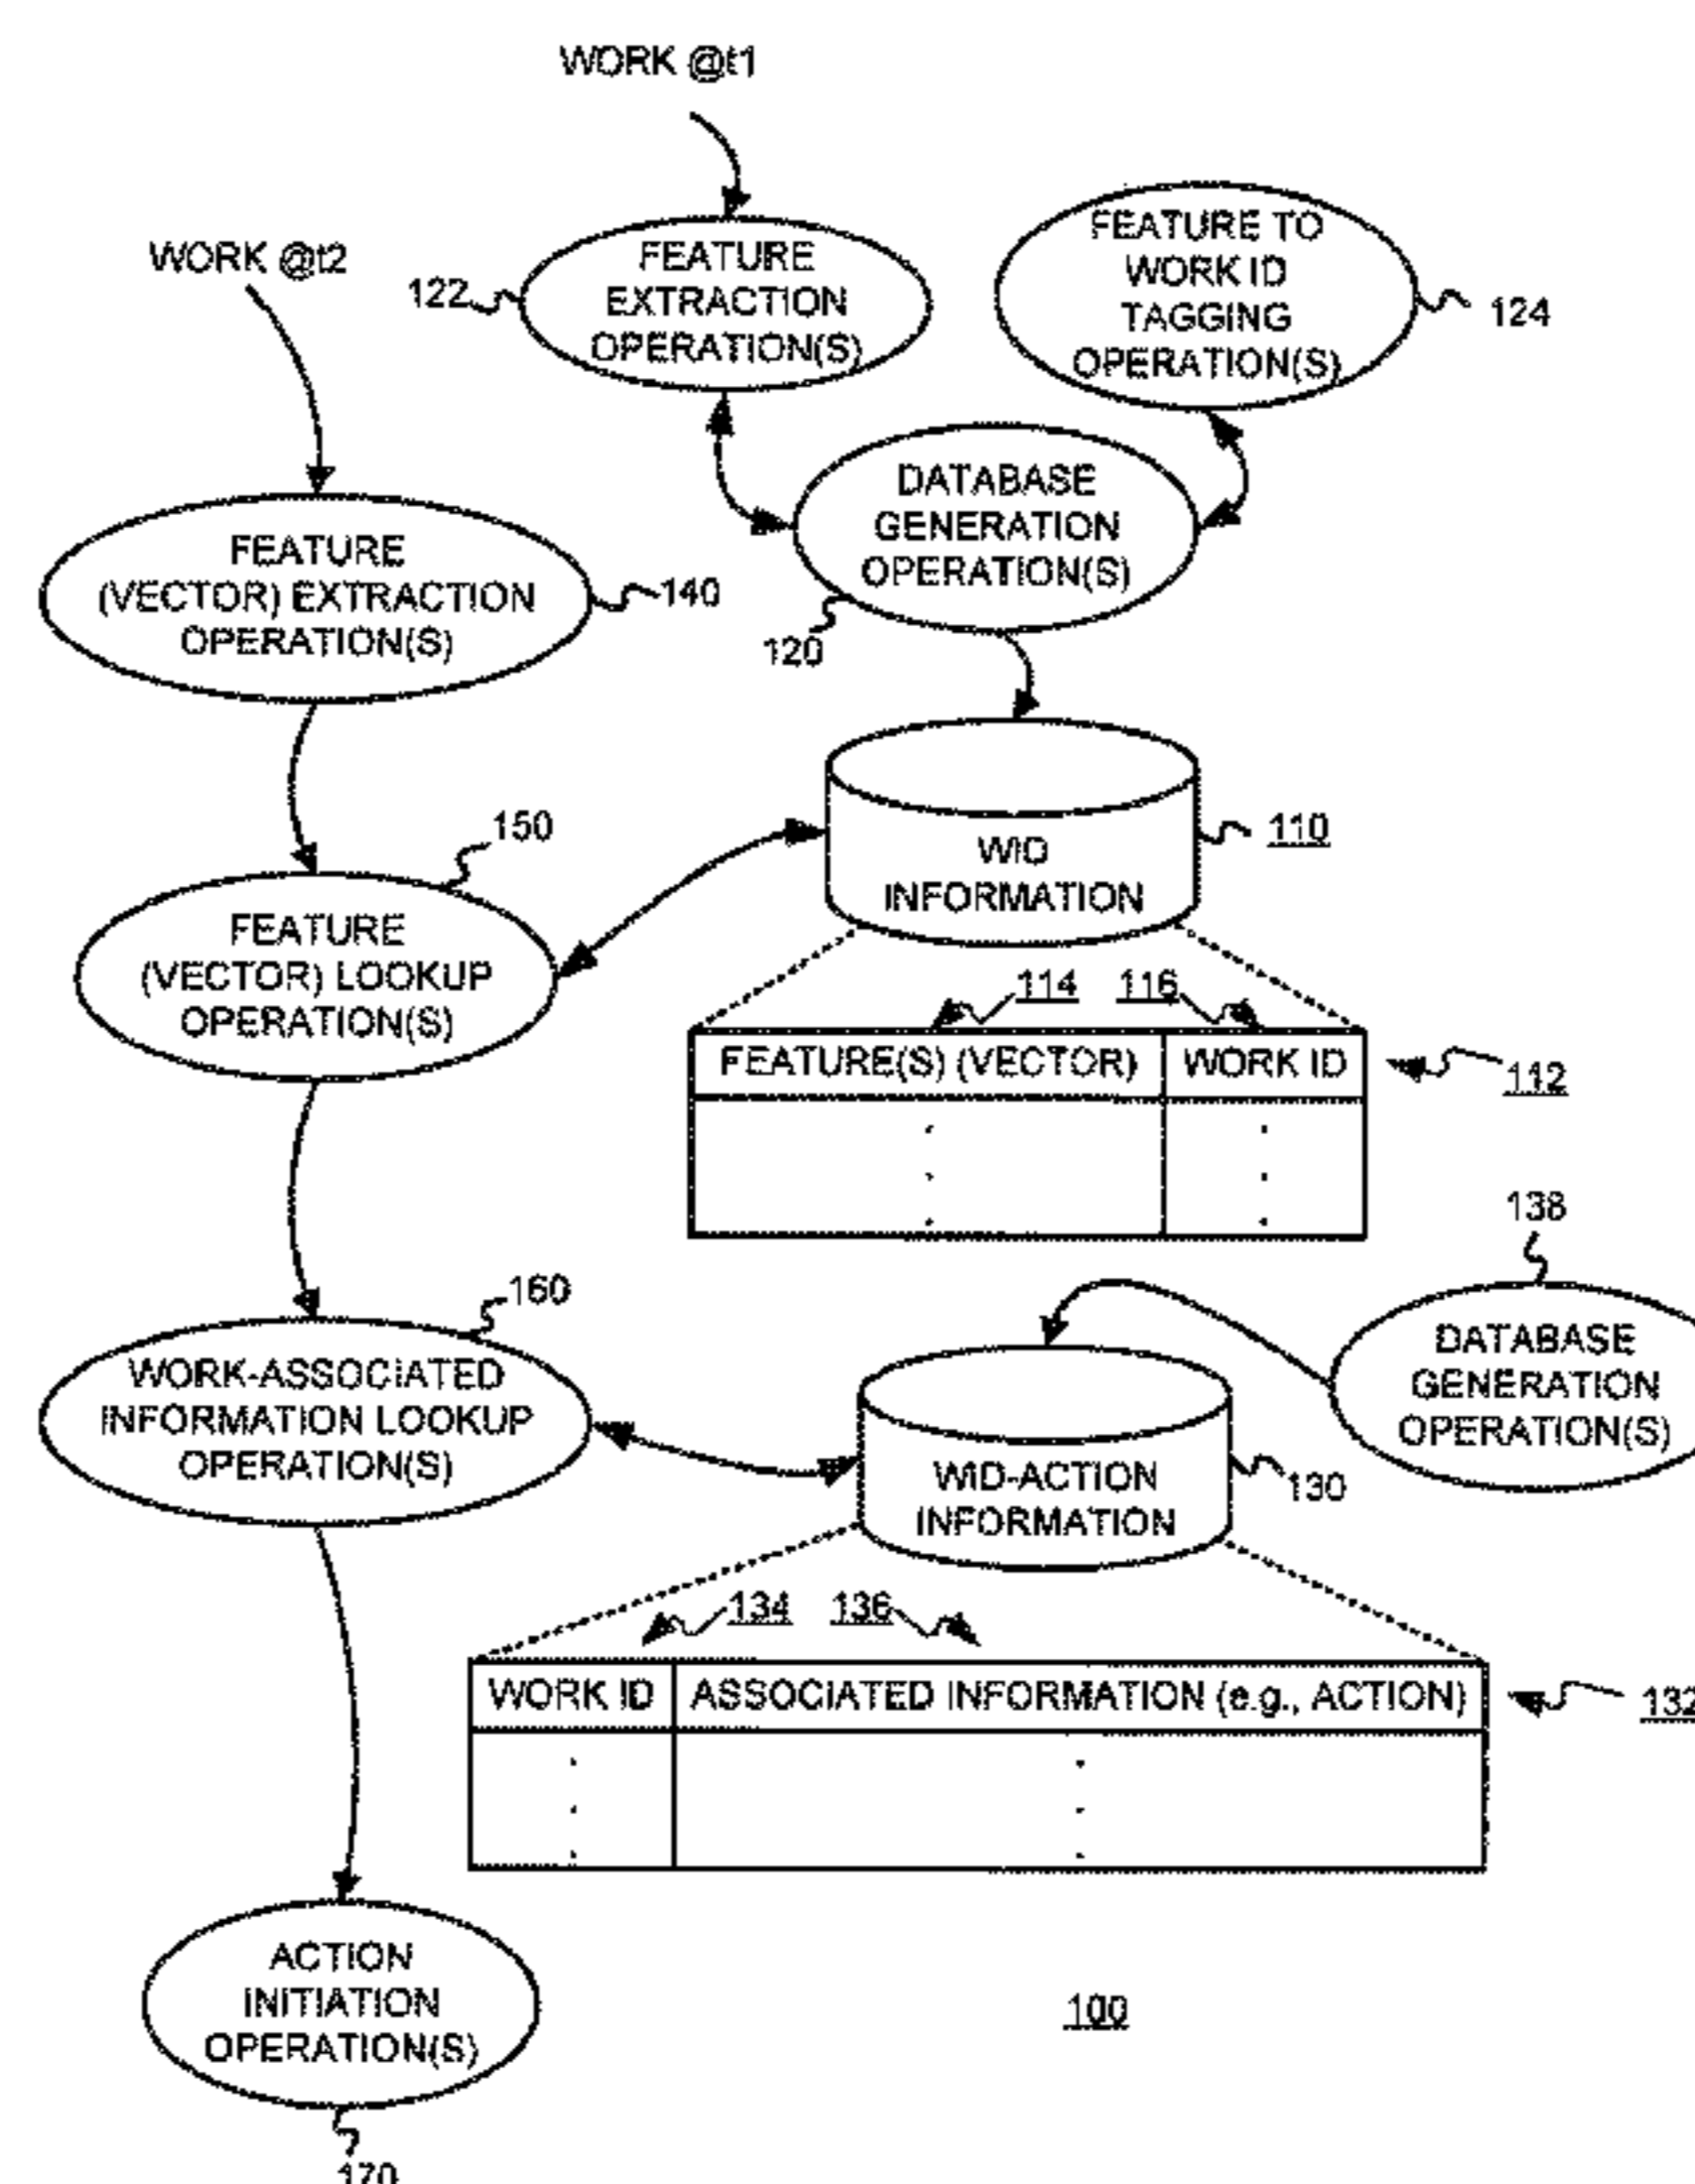 WORK @t1
WORK @t2
FEATURE
EXTRACTION
OPERATION(S)
122
FEATURE TO
WORK ID
TAGGING
OPERATION(S)
124
DATABASE
GENERATION
OPERATION(S)
120
FEATURE
(VECTOR) EXTRACTION
OPERATION(S)
140
WID
INFORMATION
110
150
FEATURE
(VECTOR) LOOKUP
OPERATION(S)
114 116
FEATURE(S) (VECTOR) WORK ID
112
138
DATABASE
GENERATION
OPERATION(S)
160
WORK-ASSOCIATED
INFORMATION LOOKUP
OPERATION(S)
WID-ACTION
INFORMATION
130
134 136
WORK ID ASSOCIATED INFORMATION (e.g., ACTION)
132
ACTION
INITIATION
OPERATION(S)
100
170